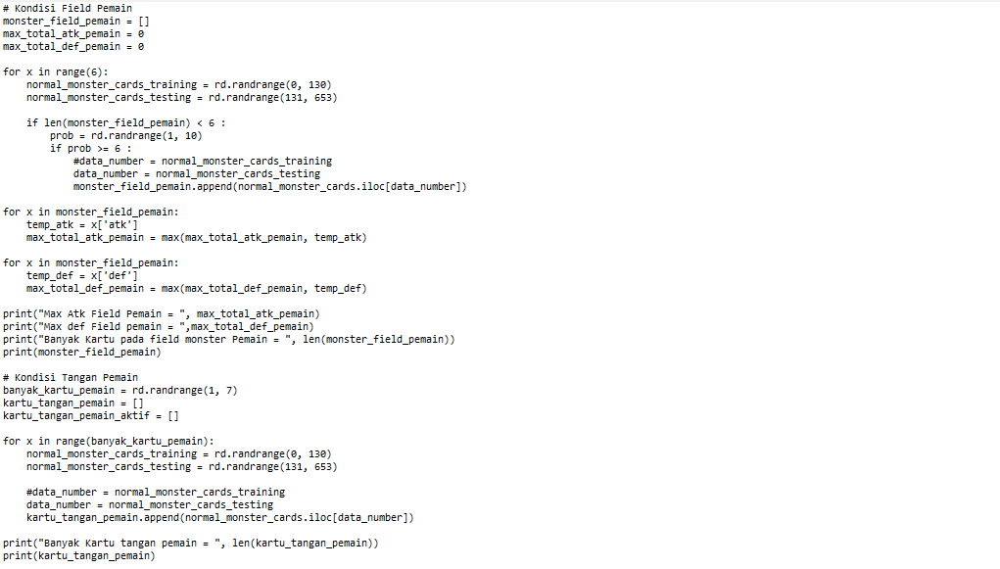 # Kondisi Field Pemain
monster_field_pemain = []
max_total_atk_pemain = 0
max_total_def_pemain = 0

for x in range(6):
    normal_monster_cards_training = rd.randrange(0, 130)
    normal_monster_cards_testing = rd.randrange(131, 653)

    if len(monster_field_pemain) < 6 :
        prob = rd.randrange(1, 10)
        if prob >= 6 :
            #data_number = normal_monster_cards_training
            data_number = normal_monster_cards_testing
            monster_field_pemain.append(normal_monster_cards.iloc[data_number])

for x in monster_field_pemain:
    temp_atk = x['atk']
    max_total_atk_pemain = max(max_total_atk_pemain, temp_atk)

for x in monster_field_pemain:
    temp_def = x['def']
    max_total_def_pemain = max(max_total_def_pemain, temp_def)

print("Max Atk Field Pemain = ", max_total_atk_pemain)
print("Max def Field pemain = ",max_total_def_pemain)
print("Banyak Kartu pada field monster Pemain = ", len(monster_field_pemain))
print(monster_field_pemain)

# Kondisi Tangan Pemain
banyak_kartu_pemain = rd.randrange(1, 7)
kartu_tangan_pemain = []
kartu_tangan_pemain_aktif = []

for x in range(banyak_kartu_pemain):
    normal_monster_cards_training = rd.randrange(0, 130)
    normal_monster_cards_testing = rd.randrange(131, 653)

    #data_number = normal_monster_cards_training
    data_number = normal_monster_cards_testing
    kartu_tangan_pemain.append(normal_monster_cards.iloc[data_number])

print("Banyak Kartu tangan pemain = ", len(kartu_tangan_pemain))
print(kartu_tangan_pemain)